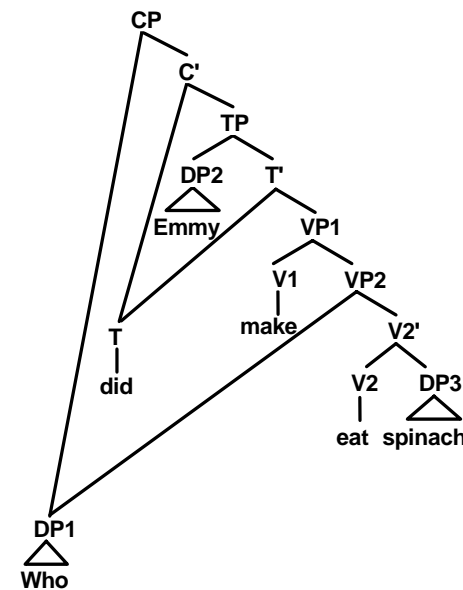 CP
C'
TP
DP2 T'
Emmy VP1
V1 VP2
make
T V2'
did V2 DP3
eat spinach
DP1
Who